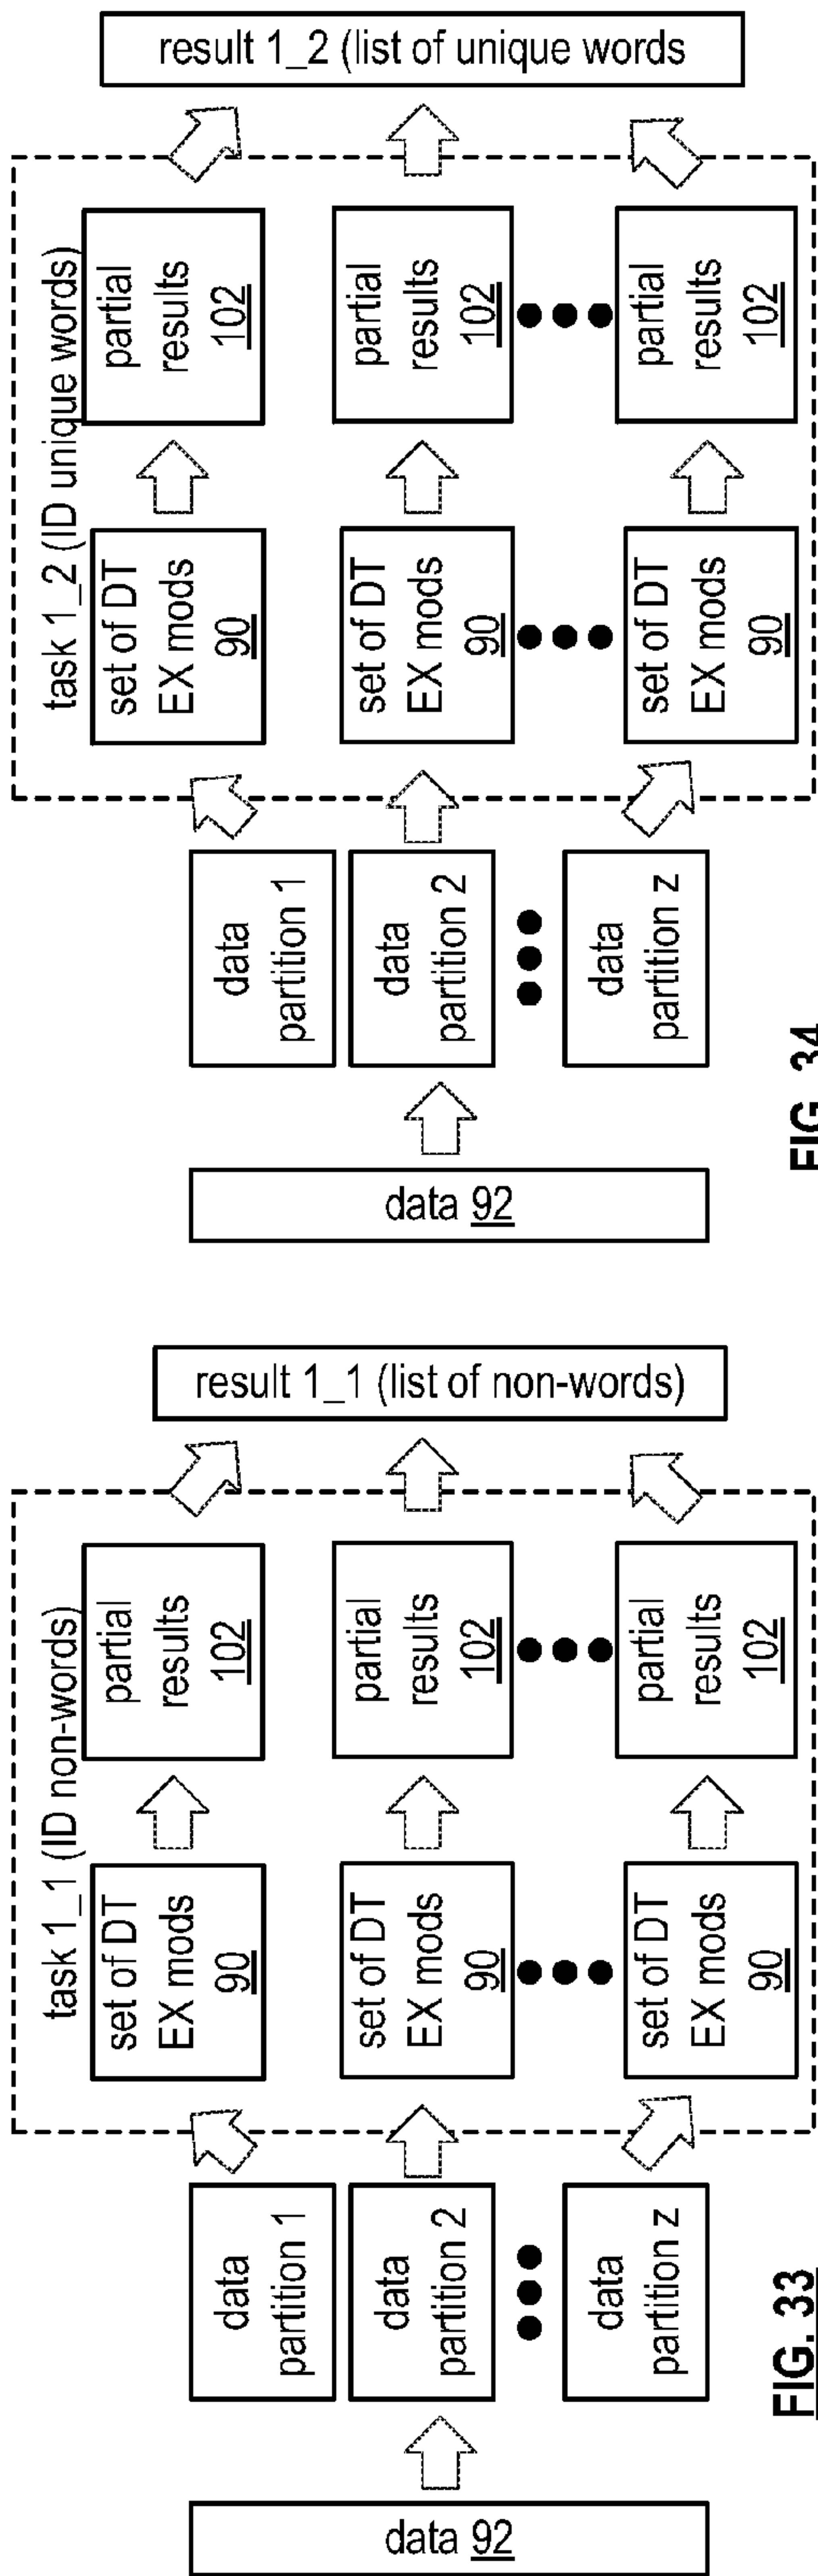 data 92
data
partition 1
data
partition 2
data
partition z
task 1_1 (ID non-words)
set of DT
EX mods
90
set of DT
EX mods
90
set of DT
EX mods
90
partial
results
102
partial
results
102
partial
results
102
result 1_1 (list of non-words)
FIG. 33
data 92
data
partition 1
data
partition 2
data
partition z
task 1_2 (ID unique words)
set of DT
EX mods
90
set of DT
EX mods
90
set of DT
EX mods
90
partial
results
102
partial
results
102
partial
results
102
result 1_2 (list of unique words
FIG. 34